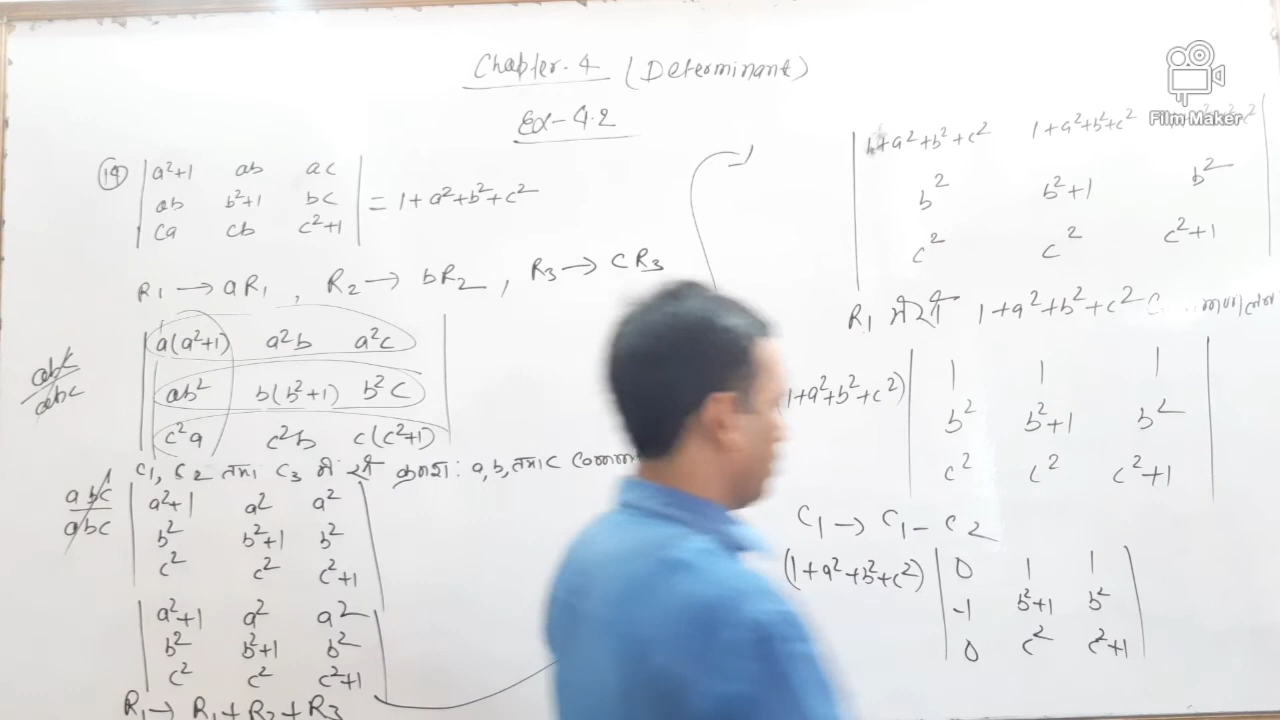 Chapter-4 (Determinant)
Ex-4.2
(14) | a²+1 ab ac |
| ab b²+1 bc | = 1+a²+b²+c²
| ca cb c²+1 |
R₁→aR₁, R₂→bR₂, R₃→cR₃
| a(a²+1) a²b a²c |
abc/abc | ab² b(b²+1) b²c |
| c²a c²b c(c²+1) |
C₁, C₂ तथा C₃ में से क्रमशः a, b, तथा c
abc/abc | a²+1 a² a² |
| b² b²+1 b² |
| c² c² c²+1 |
| a²+1 a² a² |
| b² b²+1 b² |
| c² c² c²+1 |
R₁→ R₁+R₂+R₃
| 1+a²+b²+c² 1+a²+b²+c²
| b² b²+1 b² |
| c² c² c²+1 |
R₁ में से 1+a²+b²+c²
| 1 1 1 |
(1+a²+b²+c²) | b² b²+1 b² |
| c² c² c²+1 |
C₁→ C₁-C₂
(1+a²+b²+c²) | 0 1 1 |
| -1 b²+1 b² |
| 0 c² c²+1 |
Film Maker